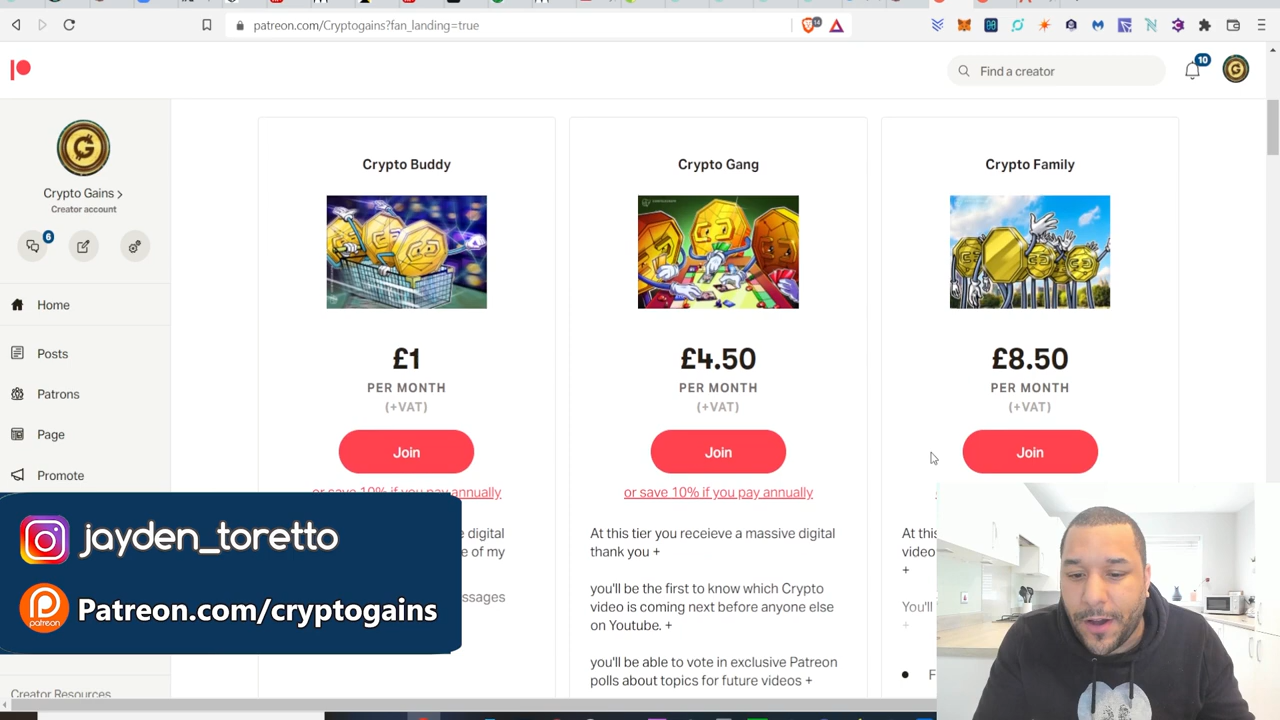 patreon.com/Cryptogains?fan_landing=true
14
Find a creator
10
Crypto Gains >
Creator account
6
Home
Posts
Patrons
Page
Promote
Creator Resources
Crypto Buddy
£1
PER MONTH
(+VAT)
Join
or save 10% if you pay annually
e digital
e of my
ssages
Crypto Gang
£4.50
PER MONTH
(+VAT)
Join
or save 10% if you pay annually
At this tier you receieve a massive digital
thank you +
you'll be the first to know which Crypto
video is coming next before anyone else
on Youtube. +
you'll be able to vote in exclusive Patreon
polls about topics for future videos +
Crypto Family
£8.50
PER MONTH
(+VAT)
Join
At this
video
+
You'll
+
jayden_toretto
patreon
Patreon.com/cryptogains